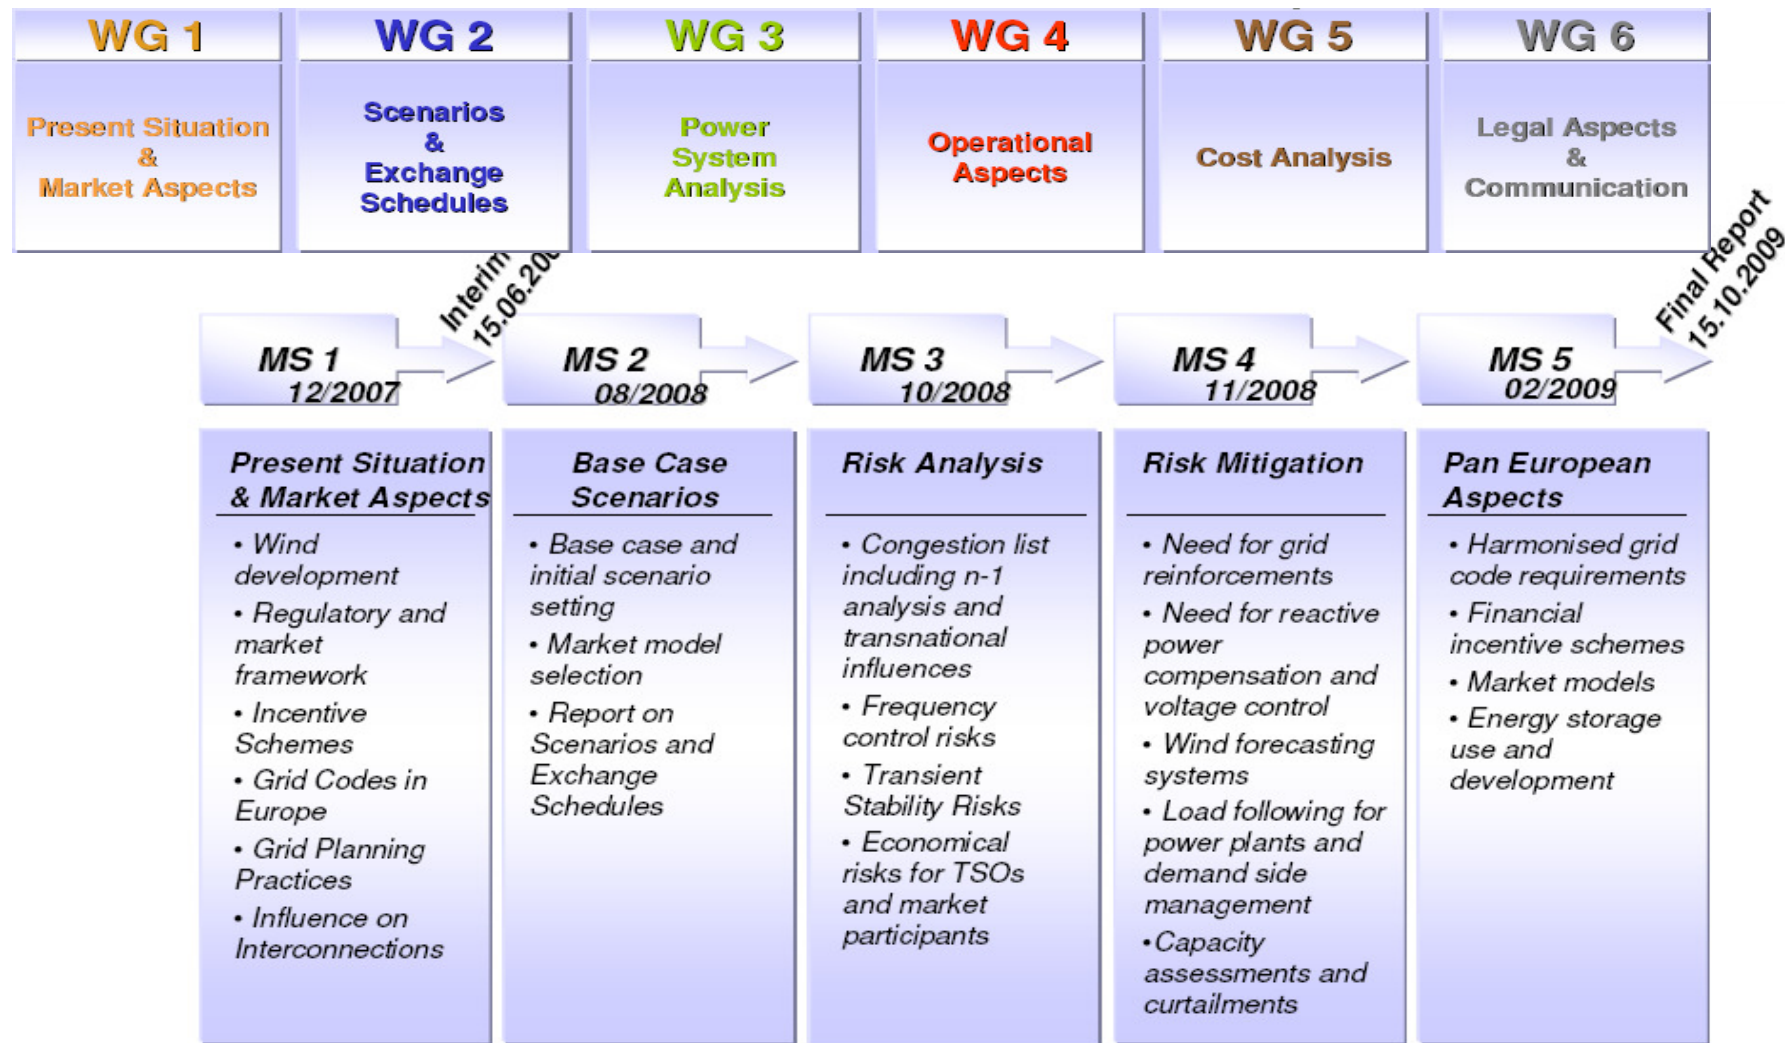 WG 1
WG 2
WG 3
WG 4
WG 5
WG 6
Present Situation
&
Market Aspects
Scenarios
&
Exchange
Schedules
Power
System
Analysis
Operational
Aspects
Cost Analysis
Legal Aspects
&
Communication
Interim
Final Report
15.10.2009
MS 1
12/2007
MS 2
08/2008
MS 3
10/2008
MS 4
11/2008
MS 5
02/2009
Present Situation
& Market Aspects
• Wind
development
• Regulatory and
market
framework
• Incentive
Schemes
• Grid Codes in
Europe
• Grid Planning
Practices
• Influence on
Interconnections
Base Case
Scenarios
• Base case and
initial scenario
setting
• Market model
selection
• Report on
Scenarios and
Exchange
Schedules
Risk Analysis
• Congestion list
including n-1
analysis and
transnational
influences
• Frequency
control risks
• Transient
Stability Risks
• Economical
risks for TSOs
and market
participants
Risk Mitigation
• Need for grid
reinforcements
• Need for reactive
power
compensation and
voltage control
• Wind forecasting
systems
• Load following for
power plants and
demand side
management
•Capacity
assessments and
curtailments
Pan European
Aspects
• Harmonised grid
code requirements
• Financial
incentive schemes
• Market models
• Energy storage
use and
development